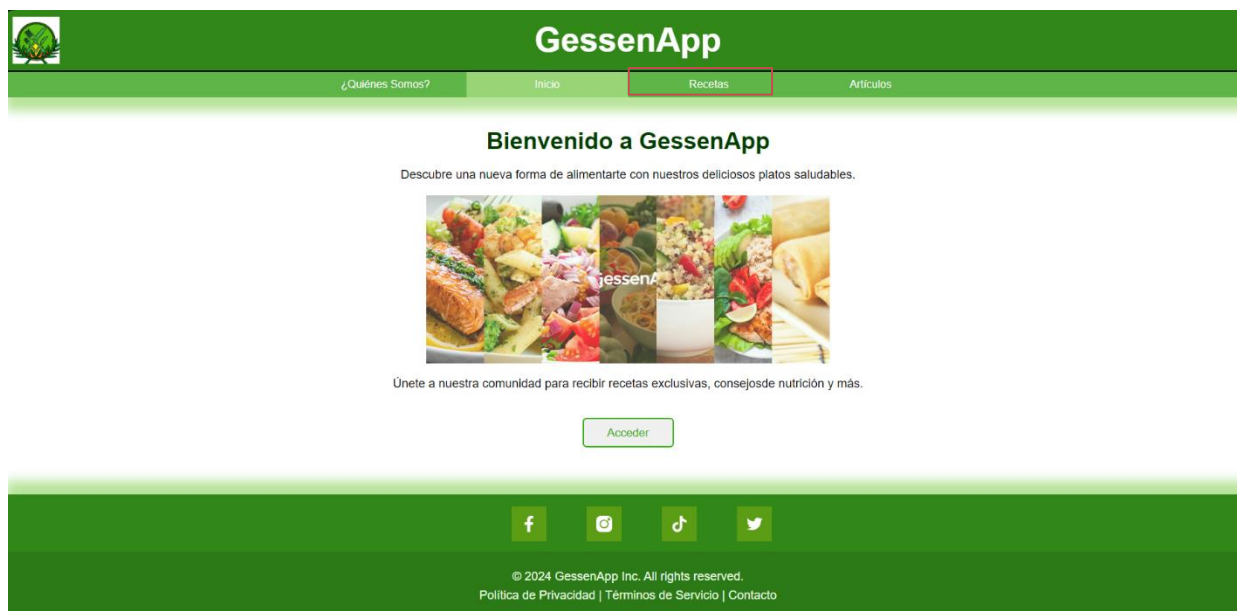 GessenApp
¿Quiénes Somos? Inicio Recetas Artículos
Bienvenido a GessenApp
Descubre una nueva forma de alimentarte con nuestros deliciosos platos saludables.
gessenA
Únete a nuestra comunidad para recibir recetas exclusivas, consejosde nutrición y más.
Acceder
© 2024 GessenApp Inc. All rights reserved.
Política de Privacidad | Términos de Servicio | Contacto